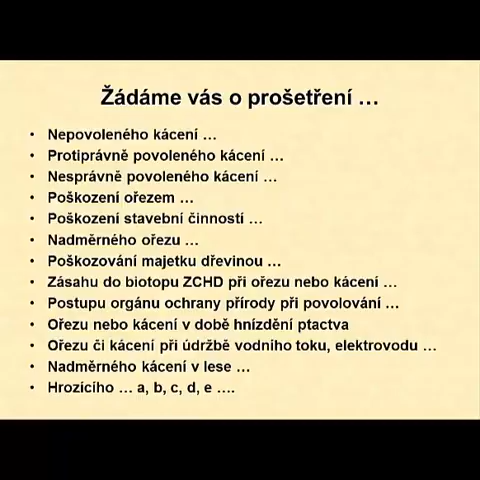 Žádáme vás o prošetření …
• Nepovoleného kácení …
• Protiprávně povoleného kácení …
• Nesprávně povoleného kácení …
• Poškození ořezem …
• Poškození stavební činností …
• Nadměrného ořezu …
• Poškozování majetku dřevinou …
• Zásahu do biotopu ZCHD při ořezu nebo kácení …
• Postupu orgánu ochrany přírody při povolování …
• Ořezu nebo kácení v době hnízdění ptactva
• Ořezu či kácení při údržbě vodního toku, elektrovodu …
• Nadměrného kácení v lese …
• Hrozícího … a, b, c, d, e ….